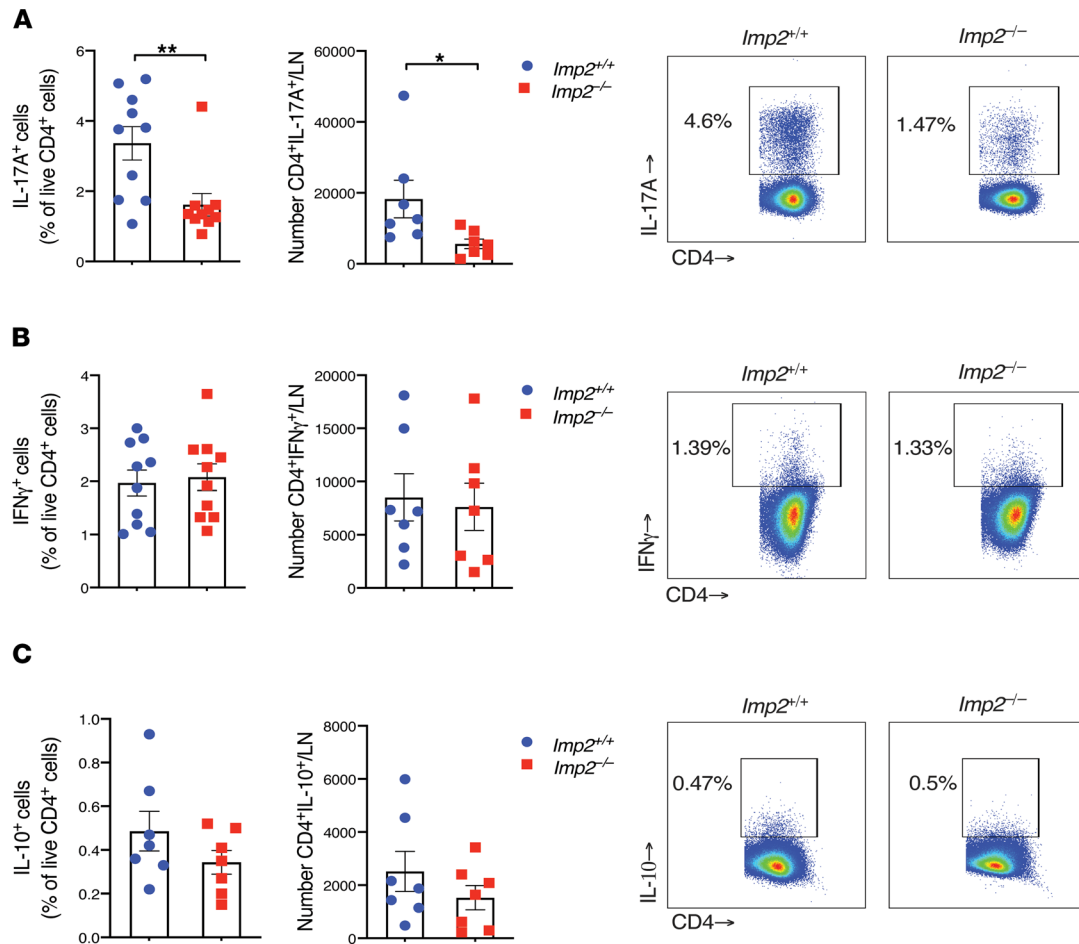 A
IL-17A⁺ cells
(% of live CD4⁺ cells)
6
4
2
0
**
Number CD4⁺IL-17A⁺/LN
60000
40000
20000
0
*
Imp2⁺/⁺
Imp2⁻/⁻
Imp2⁺/⁺
Imp2⁻/⁻
4.6%
1.47%
IL-17A→
CD4→
B
IFNγ⁺ cells
(% of live CD4⁺ cells)
4
3
2
1
0
Number CD4⁺IFNγ⁺/LN
20000
15000
10000
5000
0
Imp2⁺/⁺
Imp2⁻/⁻
Imp2⁺/⁺
Imp2⁻/⁻
1.39%
1.33%
IFNγ→
CD4→
C
IL-10⁺ cells
(% of live CD4⁺ cells)
1.0
0.8
0.6
0.4
0.2
0.0
Number CD4⁺IL-10⁺/LN
8000
6000
4000
2000
0
Imp2⁺/⁺
Imp2⁻/⁻
Imp2⁺/⁺
Imp2⁻/⁻
0.47%
0.5%
IL-10→
CD4→